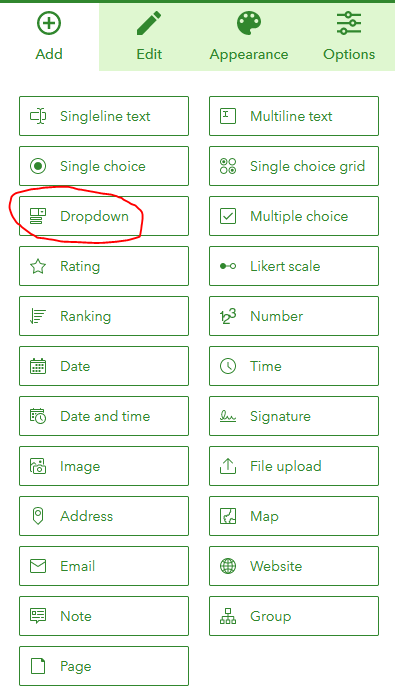 Add
Edit
Appearance
Options
Singleline text
Multiline text
Single choice
Single choice grid
Dropdown
Multiple choice
Rating
Likert scale
Ranking
Number
Date
Time
Date and time
Signature
Image
File upload
Address
Map
Email
Website
Note
Group
Page